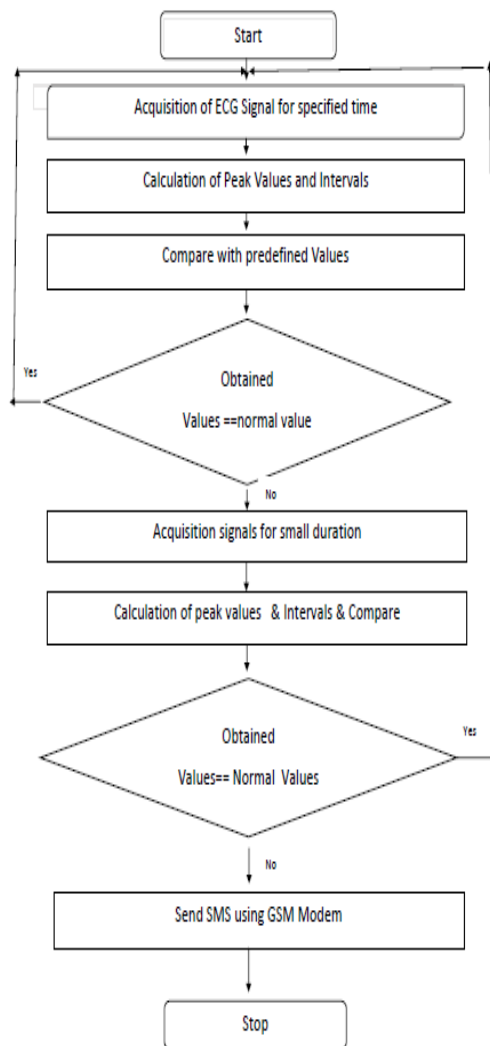 Start
Acquisition of ECG Signal for specified time
Calculation of Peak Values and Intervals
Compare with predefined Values
Yes
Obtained
Values ==normal value
No
Acquisition signals for small duration
Calculation of peak values & Intervals & Compare
Obtained
Yes
Values== Normal Values
No
Send SMS using GSM Modem
Stop